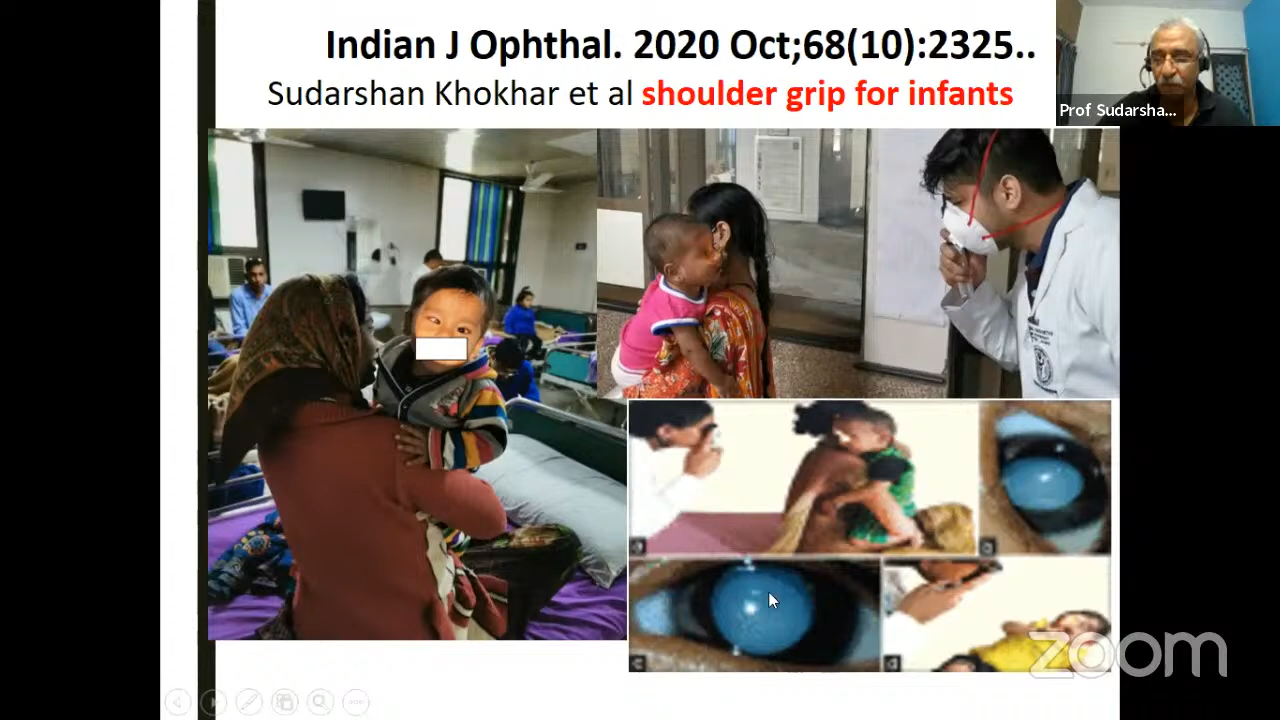 Indian J Ophthal. 2020 Oct;68(10):2325..
Sudarshan Khokhar et al shoulder grip for infants
Prof Sudarsha...
zoom